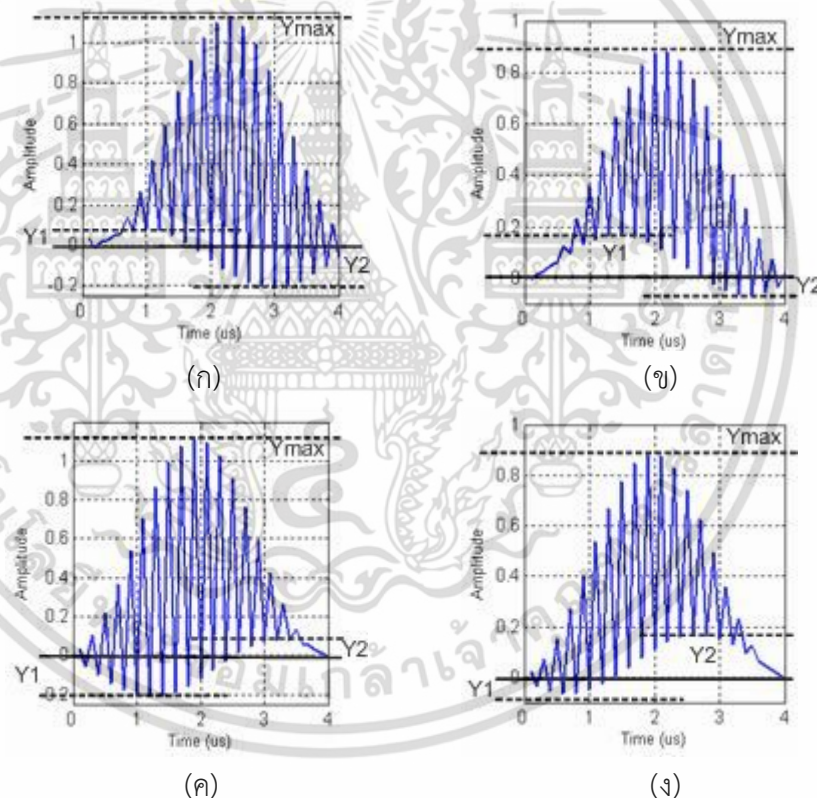 Ymax
1
0.8
0.6
0.4
0.2
0
-0.2
Amplitude
Y1
Y2
0 1 2 3 4
Time (us)
(ก)
Ymax
1
0.8
0.6
0.4
0.2
0
Amplitude
Y1
Y2
0 1 2 3 4
Time (us)
(ข)
Ymax
1
0.8
0.6
0.4
0.2
0
-0.2
Amplitude
Y1
Y2
0 1 2 3 4
Time (us)
(ค)
Ymax
1
0.8
0.6
0.4
0.2
0
Amplitude
Y1
Y2
0 1 2 3 4
Time (us)
(ง)